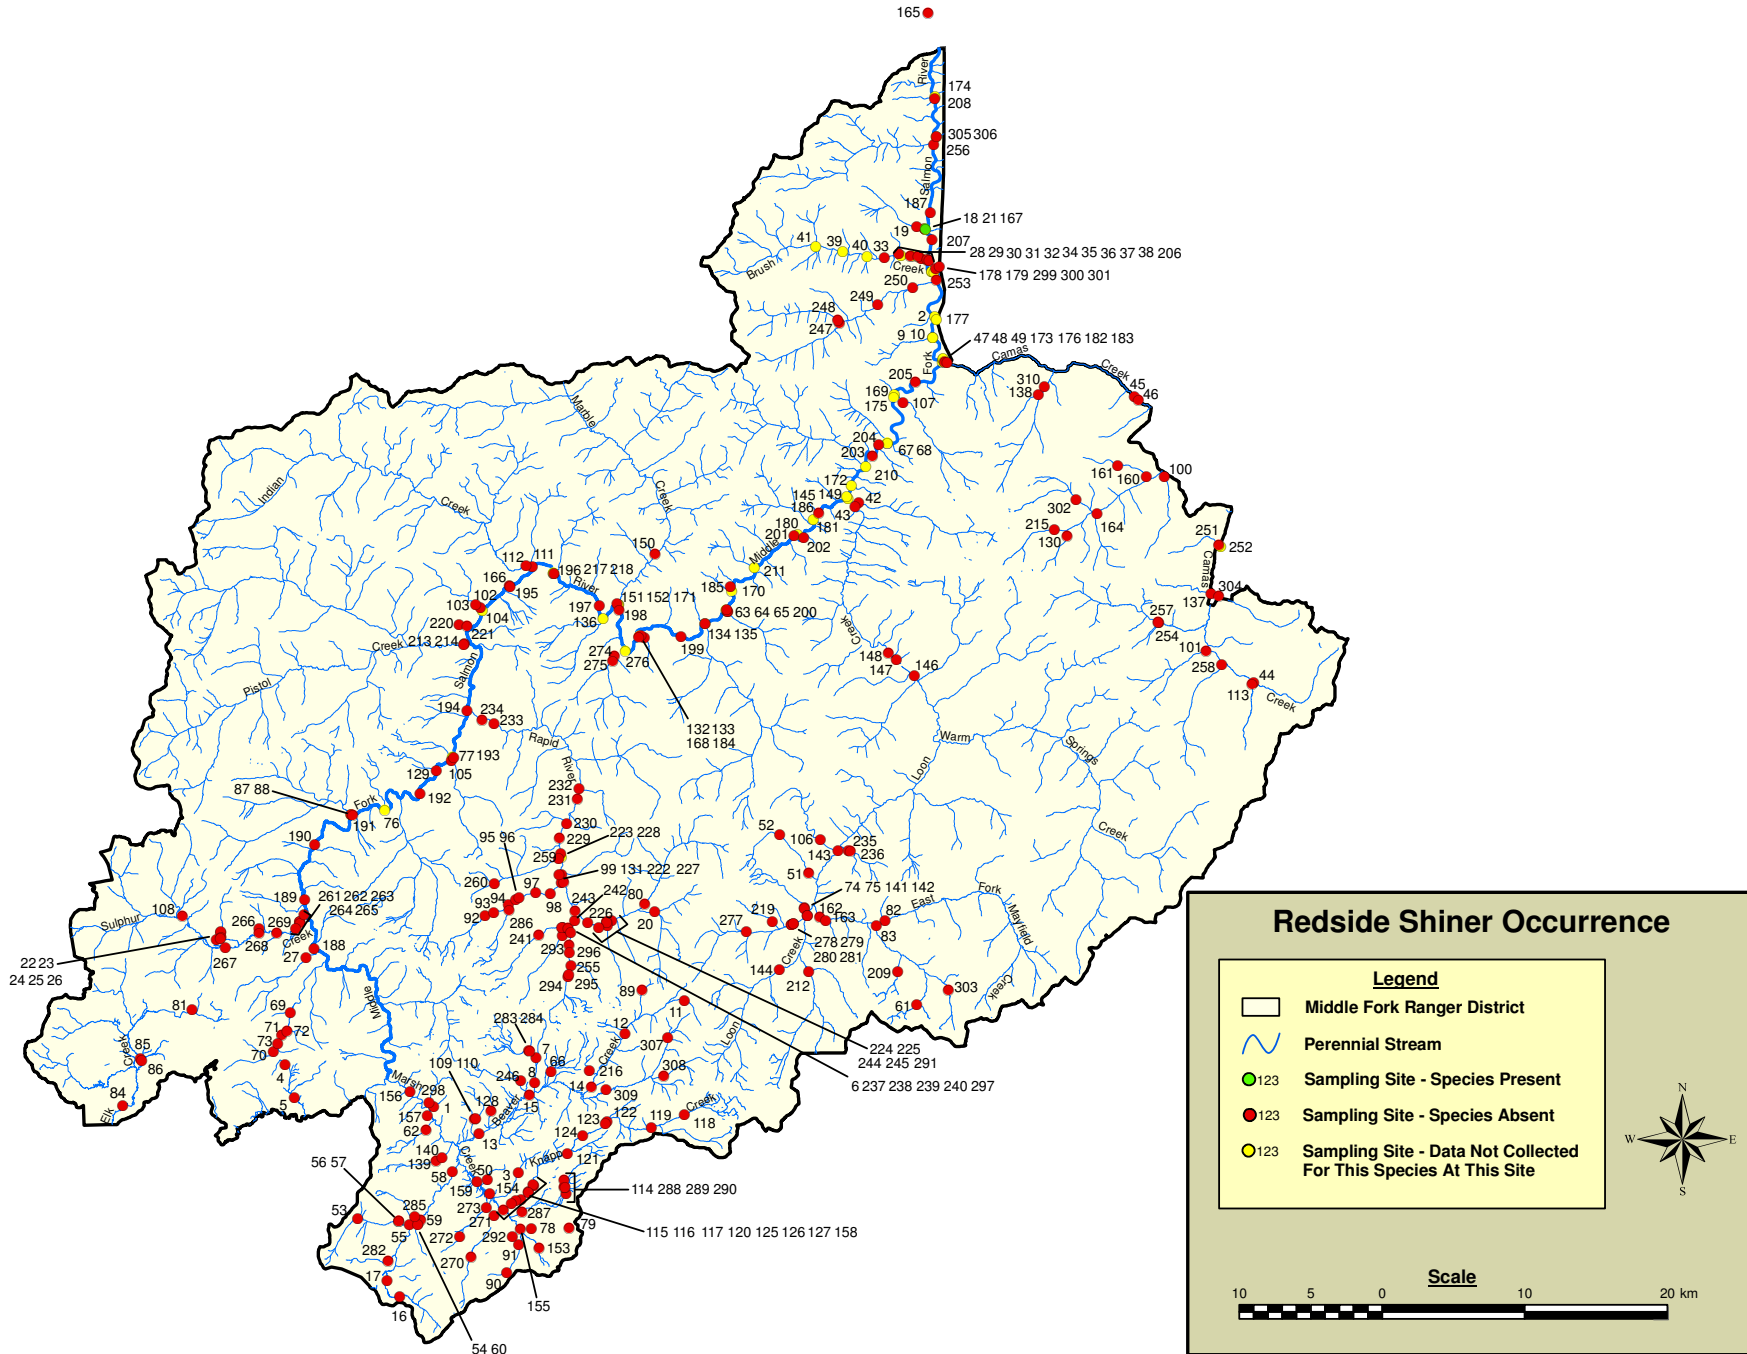 165
River
174
208
305 306
256
Salmon
187
18 21 167
19
207
41 39 40 33
28 29 30 31 32 34 35 36 37 38 206
Brush
Creek
178 179 299 300 301
250
253
249
248
247
2 177
9 10
47 48 49 173 176 182 183
Fork
Camas
Creek
205
310
138
45
46
169
175
107
Marble
204
203
67 68
210
161
160
100
Indian
Creek
Creek
172
145 149
42
186
43
302
164
180
181
201
202
215
130
251
252
Camas
150
Middle
112 111
196 217 218
211
166
195
River
185
170
304
137
102
103
104
197
151 152 171
198
136
63 64 65 200
257
254
220
221
134 135
Creek 213 214
199
Creek
274
275
276
148
147
146
101
258
44
113
Creek
Salmon
Pistol
194
234
233
132 133
168 184
Rapid
Warm
Springs
77 193
129 105
River
Loon
87 88
Fork
192
232
231
191
76
190
230
229
223 228
95 96
259
52
106
235
143
236
Creek
99 131 222 227
260
97
51
74 75 141 142
Fork
189
261 262 263
264 265
94
93
92
98
243
242
80
226
20
162
163
82
East
83
Mayfield
Sulphur
108
266
269
Creek
268
286
241
219
277
278 279
280 281
22 23
24 25 26
267
188
27
293
296
255
294
295
144
212
209
303
Creek
61
81
69
Middle
89
11
Loon
71
72
73
70
283 284
7
12
Creek
307
224 225
244 245 291
85
86
Creek
4
66
109 110
246
8
216
308
6 237 238 239 240 297
84
Elk
5
Marsh
298
156
1
128
Beaver
15
14
309
157
62
13
122
123
119
Creek
118
124
140
139
Creek
Knapp
121
58
50
3
56 57
159
154
114 288 289 290
53
285
59
55
273
271
287
115 116 117 120 125 126 127 158
272
78
79
292
282
91
153
270
17
90
16
155
54 60
Redside Shiner Occurrence
Legend
Middle Fork Ranger District
Perennial Stream
123 Sampling Site - Species Present
123 Sampling Site - Species Absent
123 Sampling Site - Data Not Collected
For This Species At This Site
N
W E
S
Scale
10 5 0 10 20 km